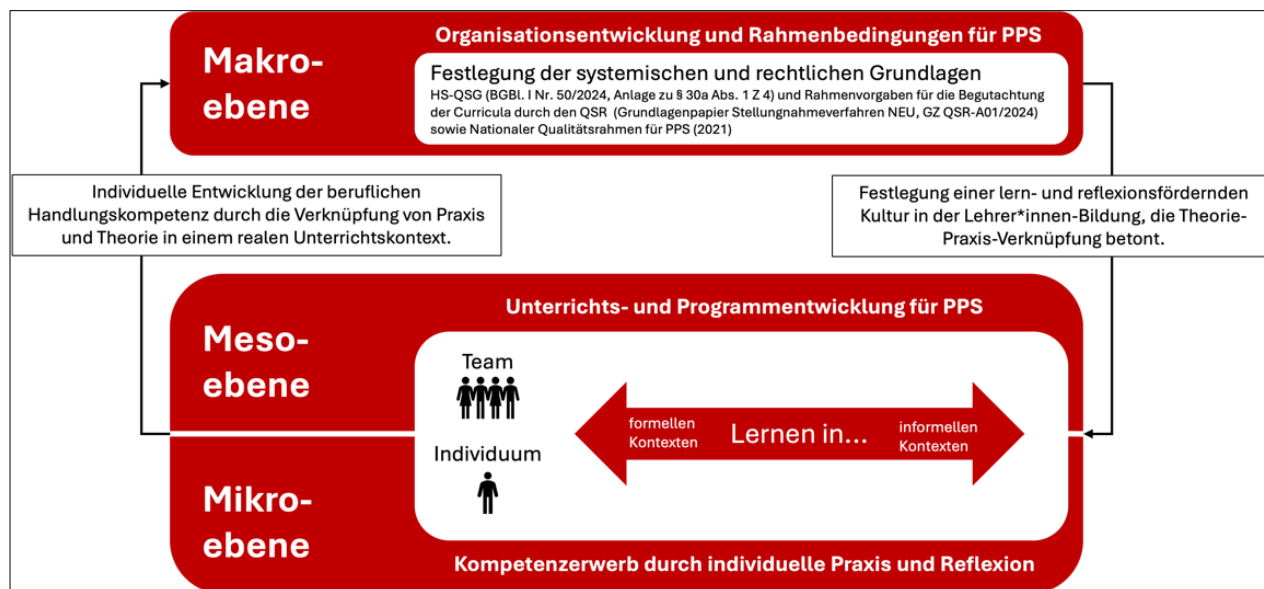 Organisationsentwicklung und Rahmenbedingungen für PPS
Makro-
ebene
Festlegung der systemischen und rechtlichen Grundlagen
HS-QSG (BGBl. I Nr. 50/2024, Anlage zu § 30a Abs. 1 Z 4) und Rahmenvorgaben für die Begutachtung
der Curricula durch den QSR (Grundlagenpapier Stellungnahmeverfahren NEU, GZ QSR-A01/2024)
sowie Nationaler Qualitätsrahmen für PPS (2021)
Individuelle Entwicklung der beruflichen
Handlungskompetenz durch die Verknüpfung von Praxis
und Theorie in einem realen Unterrichtskontext.
Festlegung einer lern- und reflexionsfördernden
Kultur in der Lehrer*innen-Bildung, die Theorie-
Praxis-Verknüpfung betont.
Unterrichts- und Programmentwicklung für PPS
Meso-
ebene
Team
formellen
Kontexten
Lernen in...
informellen
Kontexten
Individuum
Mikro-
ebene
Kompetenzerwerb durch individuelle Praxis und Reflexion